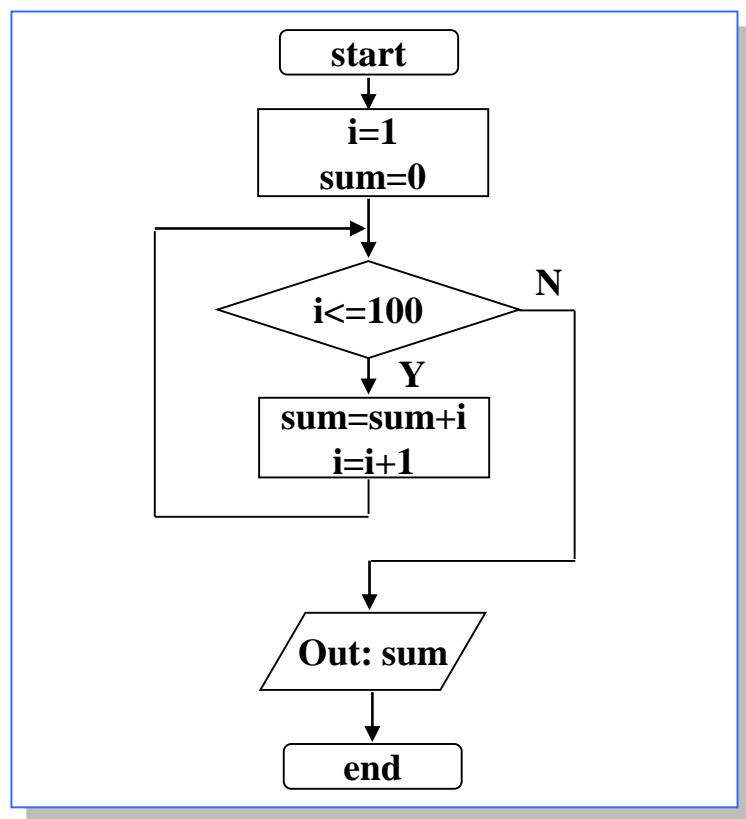 start
i=1
sum=0
i<=100
N
Y
sum=sum+i
i=i+1
Out: sum
end